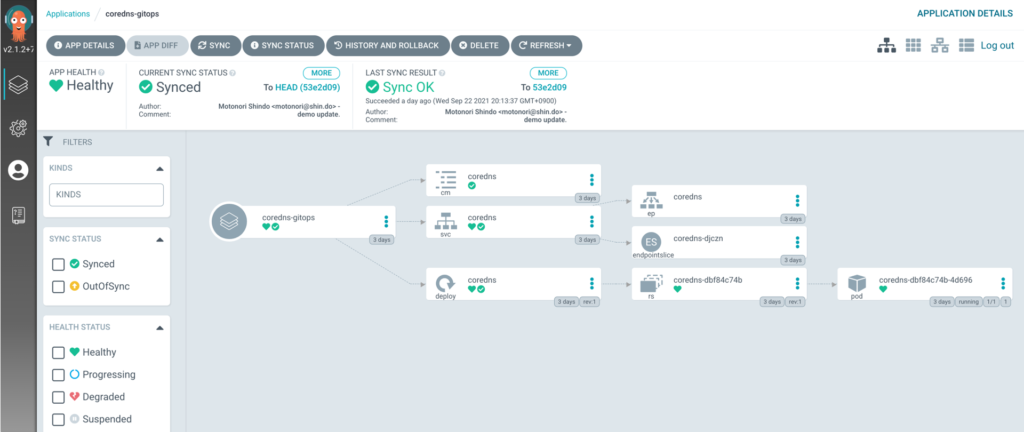 Applications / coredns-gitops
APPLICATION DETAILS
v2.1.2+7
APP DETAILS
APP DIFF
SYNC
SYNC STATUS
HISTORY AND ROLLBACK
DELETE
REFRESH
Log out
APP HEALTH
Healthy
CURRENT SYNC STATUS
MORE
Synced
To HEAD (53e2d09)
Author: Motonori Shindo <motonori@shin.do> -
Comment: demo update.
LAST SYNC RESULT
MORE
Sync OK
To 53e2d09
Succeeded a day ago (Wed Sep 22 2021 20:13:37 GMT+0900)
Author: Motonori Shindo <motonori@shin.do> -
Comment: demo update.
FILTERS
KINDS
KINDS
SYNC STATUS
Synced
OutOfSync
HEALTH STATUS
Healthy
Progressing
Degraded
Suspended
coredns-gitops
3 days
cm
coredns
3 days
svc
coredns
3 days
deploy
coredns
3 days
rev:1
ep
coredns
3 days
ES
endpointslice
coredns-djczn
3 days
rs
coredns-dbf84c74b
3 days
rev:1
pod
coredns-dbf84c74b-4d696
3 days
running
1/1
1